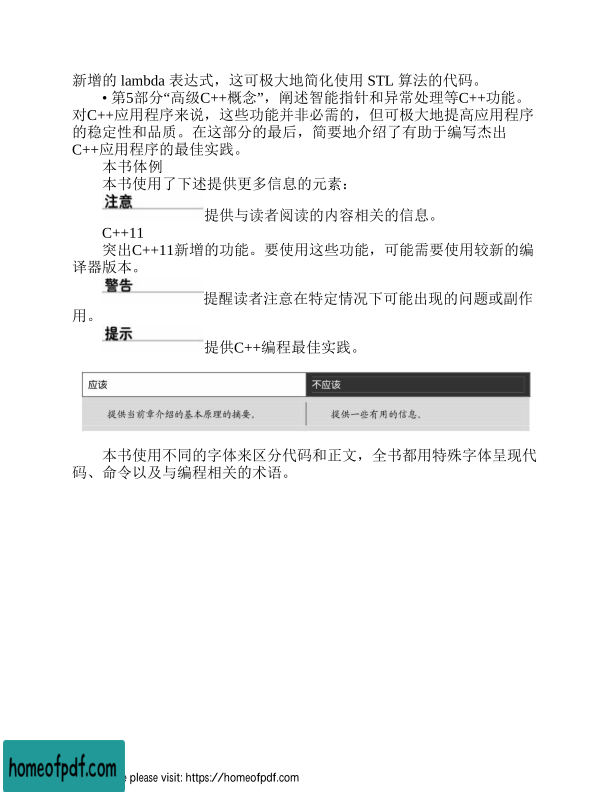 新增的 lambda 表达式，这可极大地简化使用 STL 算法的代码。
• 第5部分“高级C++概念”，阐述智能指针和异常处理等C++功能。
对C++应用程序来说，这些功能并非必需的，但可极大地提高应用程序
的稳定性和品质。在这部分的最后，简要地介绍了有助于编写杰出
C++应用程序的最佳实践。
本书体例
本书使用了下述提供更多信息的元素：
注意 提供与读者阅读的内容相关的信息。
C++11
突出C++11新增的功能。要使用这些功能，可能需要使用较新的编
译器版本。
警告 提醒读者注意在特定情况下可能出现的问题或副作
用。
提示 提供C++编程最佳实践。
应该 不应该
提供当前章介绍的基本原理的摘要。 提供一些有用的信息。
本书使用不同的字体来区分代码和正文，全书都用特殊字体呈现代
码、命令以及与编程相关的术语。
homeofpdf.com
e please visit: https://homeofpdf.com